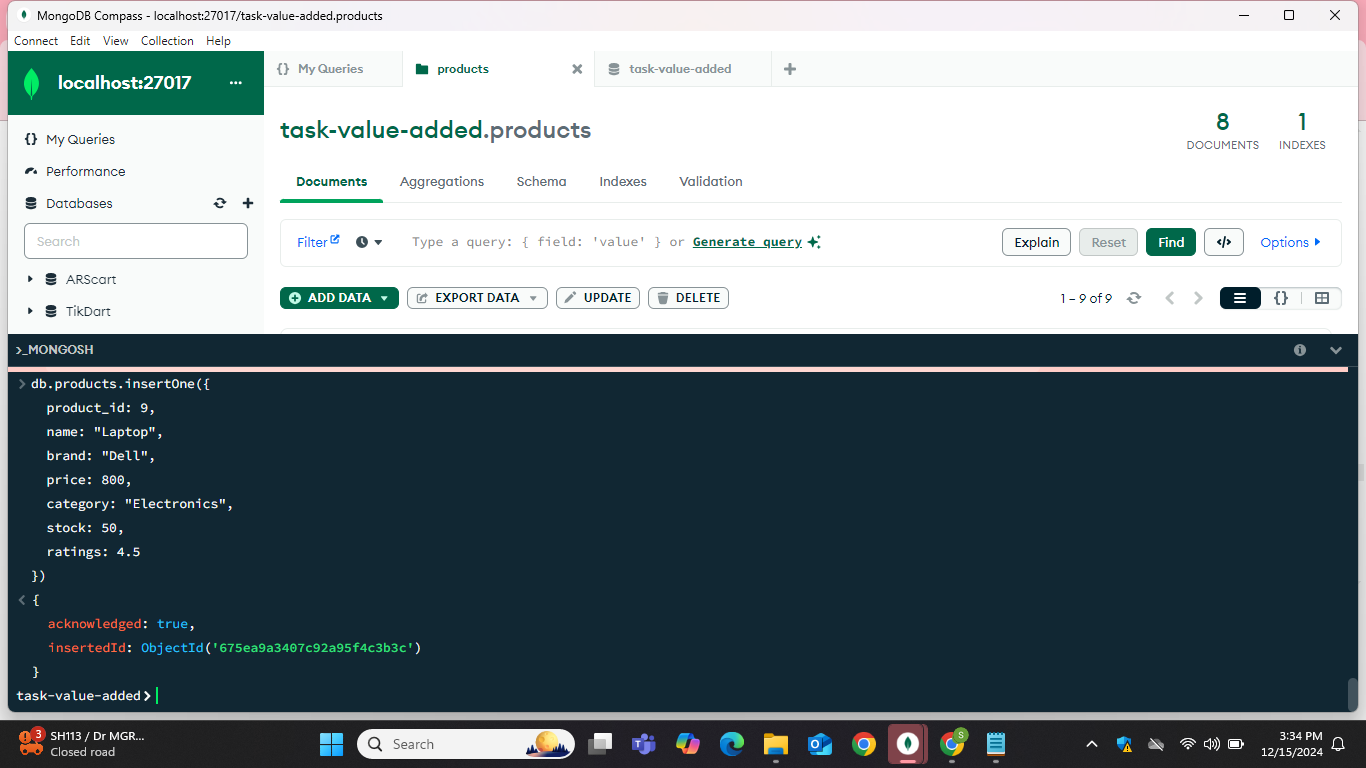 MongoDB Compass - localhost:27017/task-value-added.products
Connect Edit View Collection Help
localhost:27017 ...
{} My Queries
products
task-value-added
My Queries
Performance
Databases
Search
ARScart
TikDart
task-value-added.products
8
DOCUMENTS
1
INDEXES
Documents Aggregations Schema Indexes Validation
Filter
Type a query: { field: 'value' } or Generate query
Explain Reset Find </> Options
ADD DATA EXPORT DATA UPDATE DELETE
1 – 9 of 9
{}
>_MONGOSH
> db.products.insertOne({
product_id: 9,
name: "Laptop",
brand: "Dell",
price: 800,
category: "Electronics",
stock: 50,
ratings: 4.5
})
< {
acknowledged: true,
insertedId: ObjectId('675ea9a3407c92a95f4c3b3c')
}
task-value-added>
3
SH113 / Dr MGR...
Closed road
Search
S
3:34 PM
12/15/2024